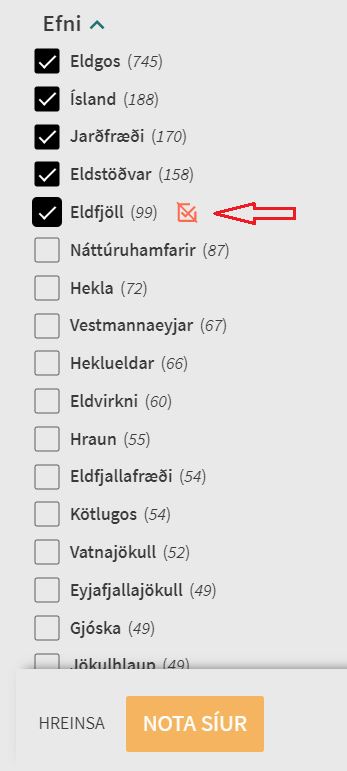 Efni
Eldgos (745)
Ísland (188)
Jarðfræði (170)
Eldstöðvar (158)
Eldfjöll (99)
Náttúruhamfarir (87)
Hekla (72)
Vestmannaeyjar (67)
Heklueldar (66)
Eldvirkni (60)
Hraun (55)
Eldfjallafræði (54)
Kötlugos (54)
Vatnajökull (52)
Eyjafjallajökull (49)
Gjóska (49)
Jökulhlaup (49)
HREINSA NOTA SÍUR